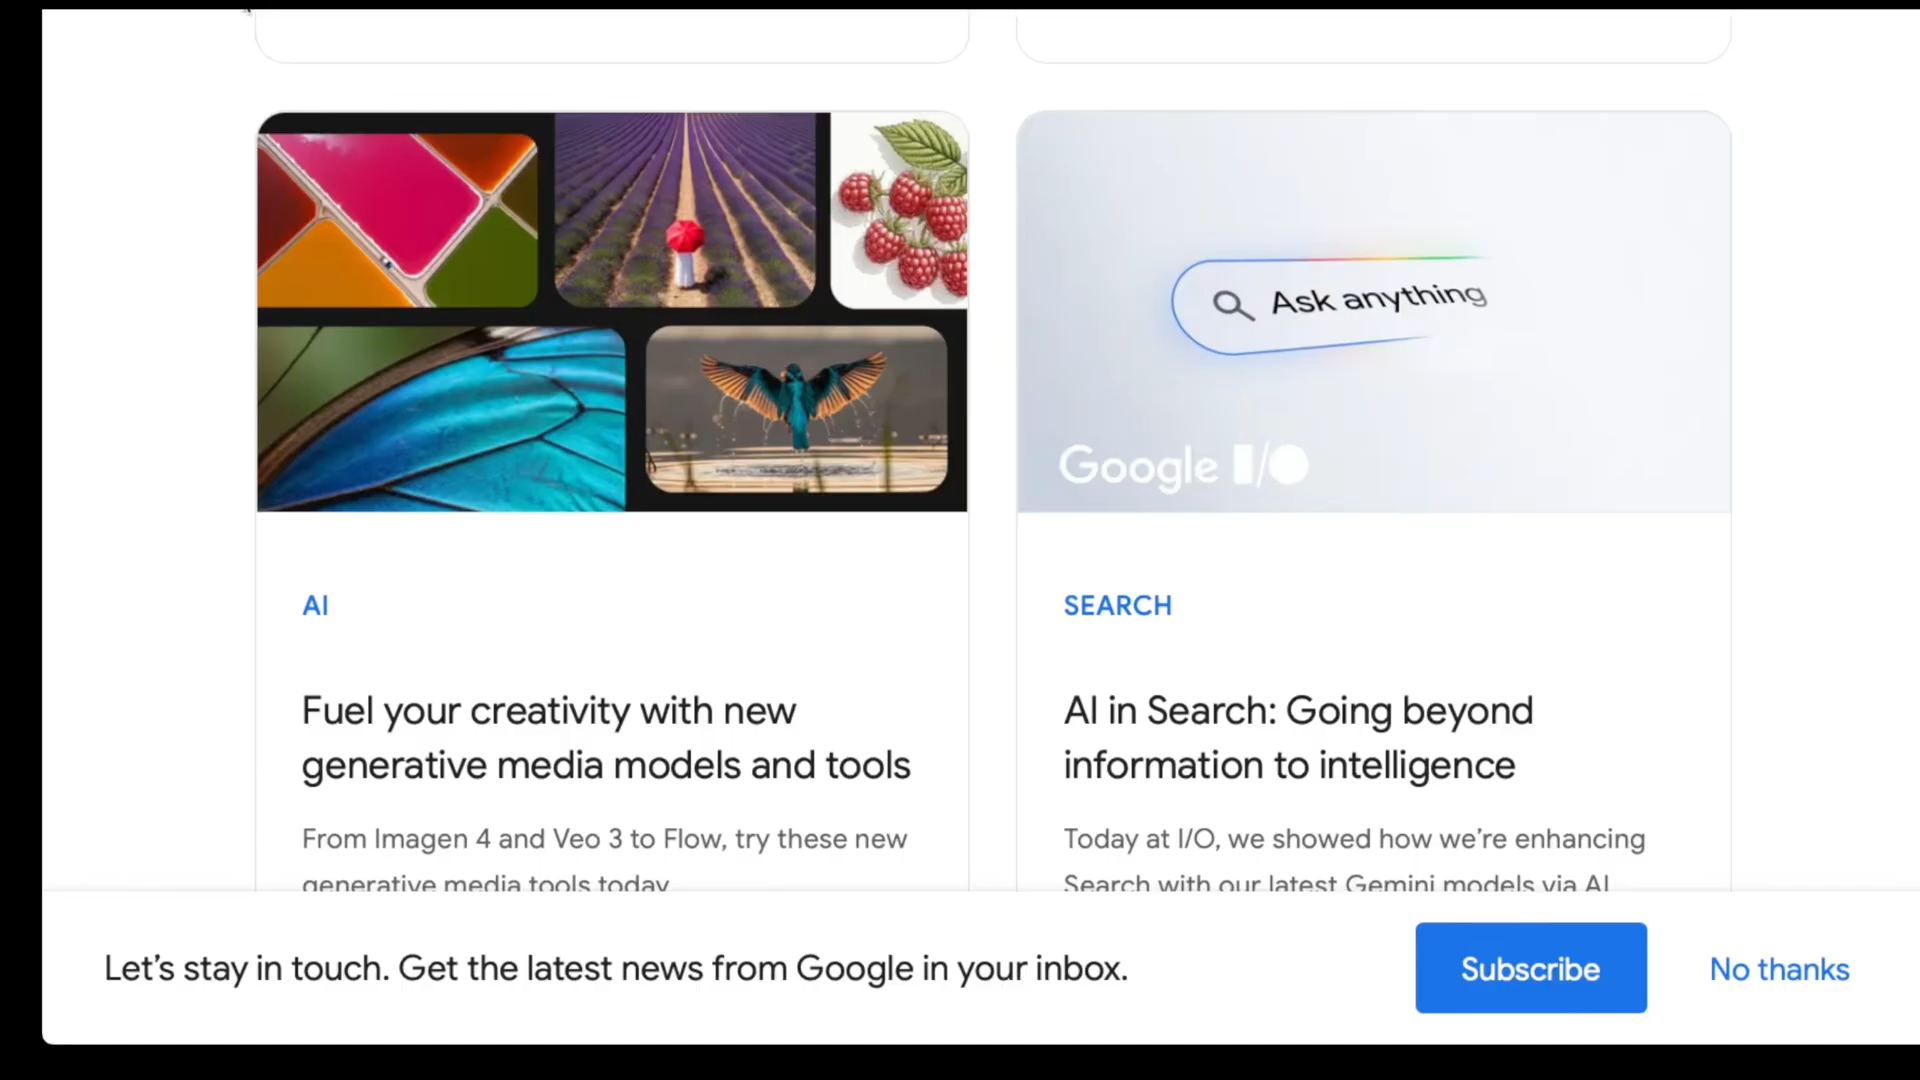 Ask anything
Google I/O
AI
Fuel your creativity with new
generative media models and tools
From Imagen 4 and Veo 3 to Flow, try these new
generative media tools today
SEARCH
AI in Search: Going beyond
information to intelligence
Today at I/O, we showed how we’re enhancing
Search with our latest Gemini models via AI
Let’s stay in touch. Get the latest news from Google in your inbox.
Subscribe
No thanks